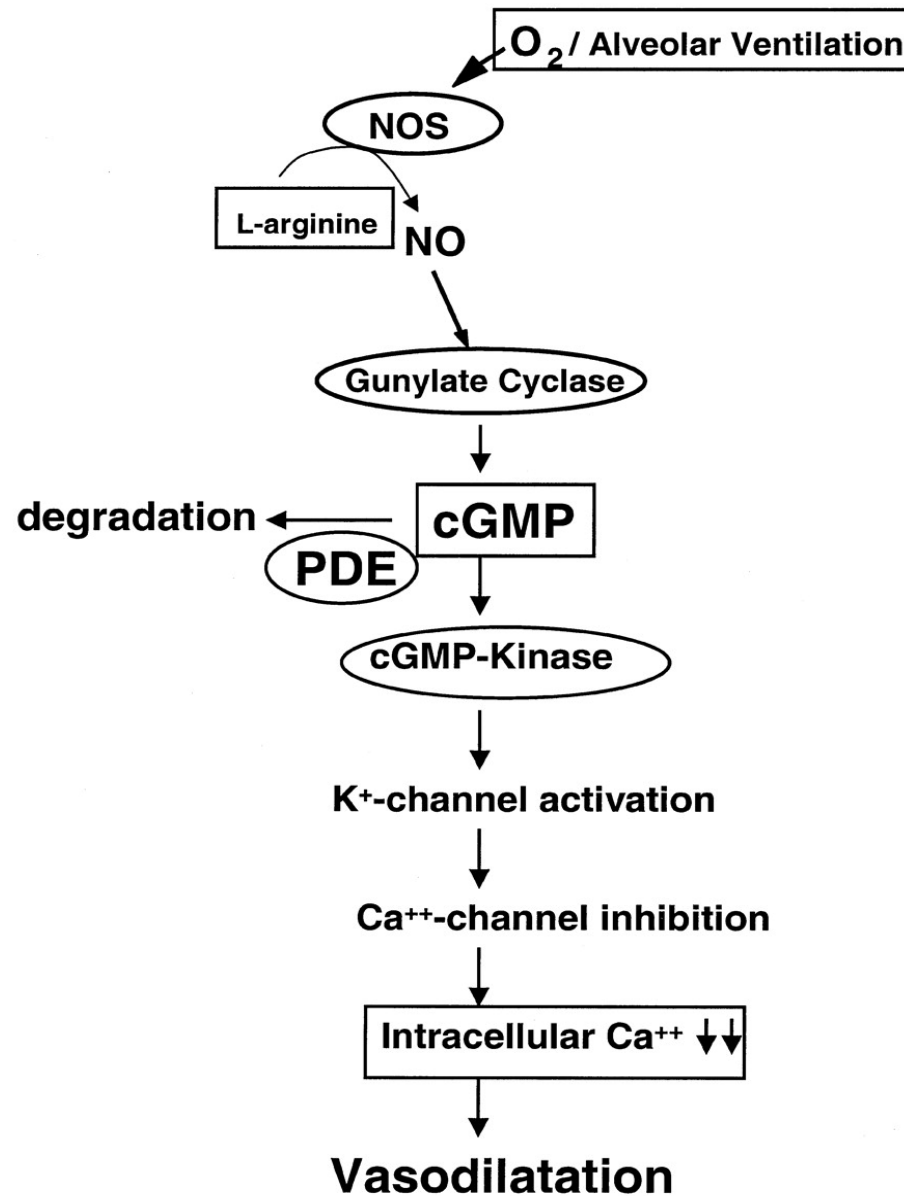 O2 / Alveolar Ventilation
NOS
L-arginine
NO
Gunylate Cyclase
cGMP
degradation
PDE
cGMP-Kinase
K+-channel activation
Ca++-channel inhibition
Intracellular Ca++ ↓↓
Vasodilatation